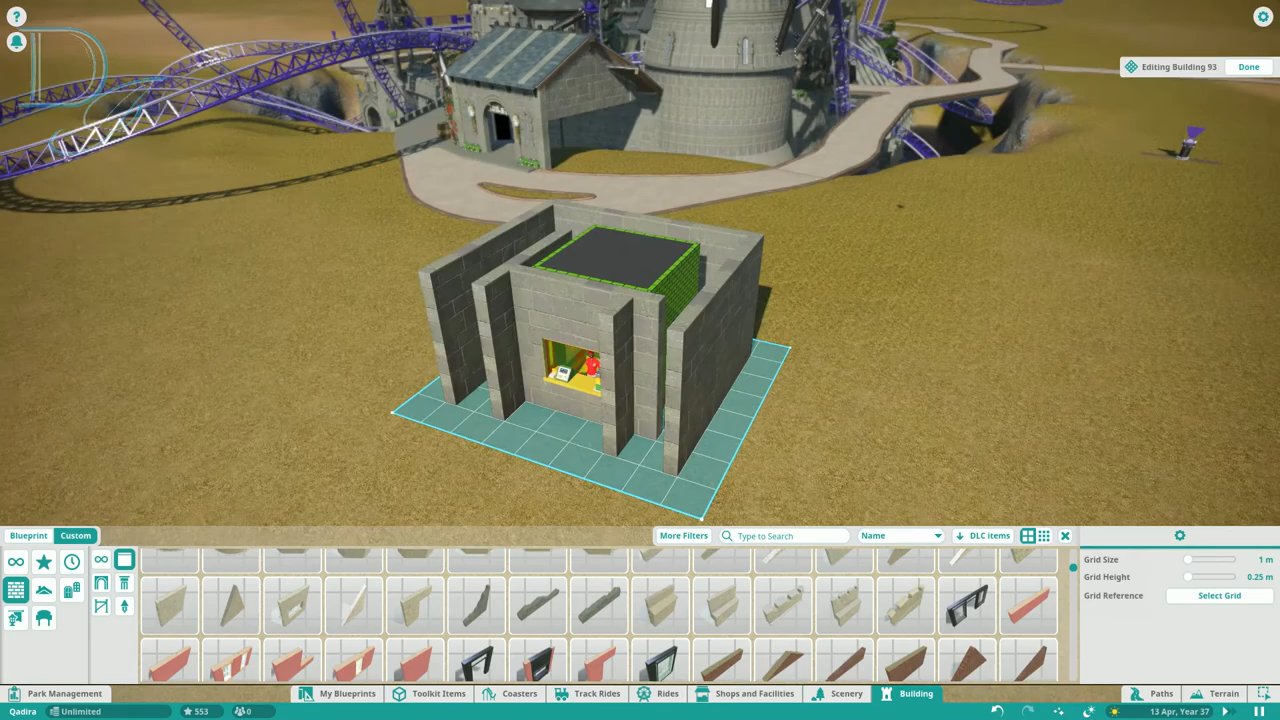 ?
Editing Building 93
Done
Blueprint
Custom
More Filters
Type to Search
Name
DLC items
Grid Size
1 m
Grid Height
0.25 m
Grid Reference
Select Grid
Park Management
My Blueprints
Toolkit Items
Coasters
Track Rides
Rides
Shops and Facilities
Scenery
Building
Paths
Terrain
Qadira
Unlimited
553
0
13 Apr, Year 37